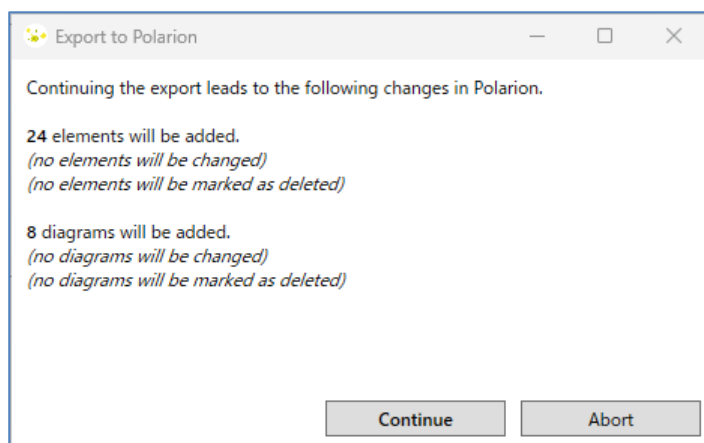 Export to Polarion
Continuing the export leads to the following changes in Polarion.
24 elements will be added.
(no elements will be changed)
(no elements will be marked as deleted)
8 diagrams will be added.
(no diagrams will be changed)
(no diagrams will be marked as deleted)
Continue
Abort